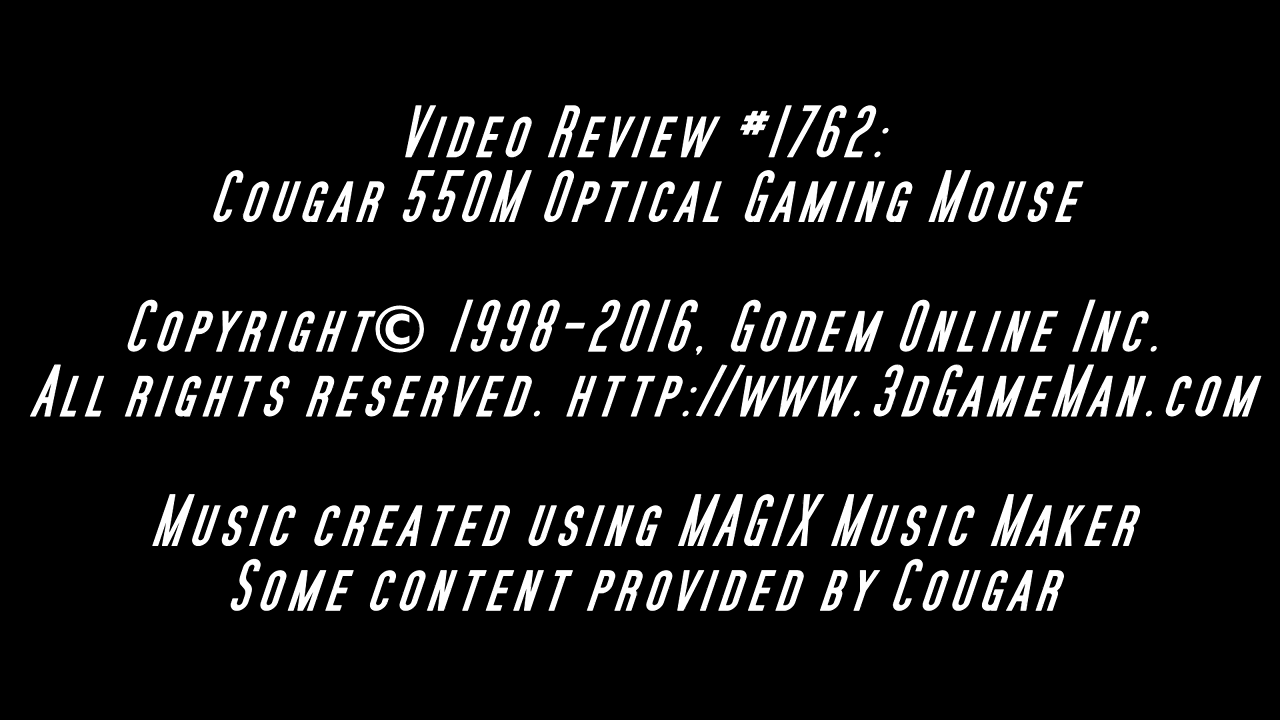 Video Review #1762:
Cougar 550M Optical Gaming Mouse
Copyright© 1998-2016, Godem Online Inc.
All rights reserved. http://www.3dGameMan.com
Music created using MAGIX Music Maker
Some content provided by Cougar